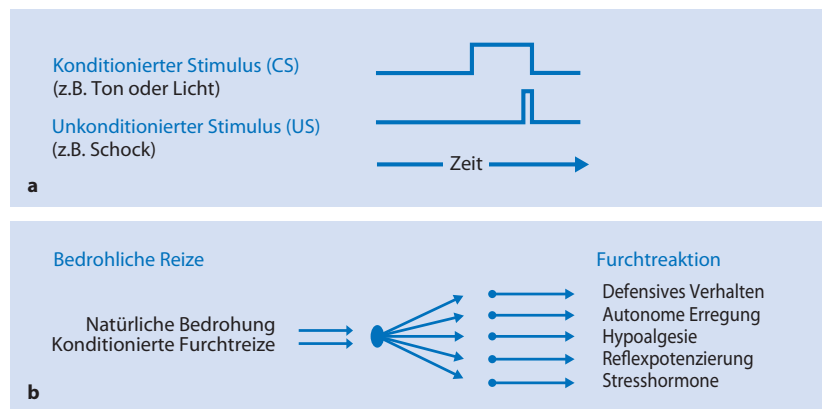 Konditionierter Stimulus (CS)
(z.B. Ton oder Licht)
Unkonditionierter Stimulus (US)
(z.B. Schock)
Zeit
a
Bedrohliche Reize
Furchtreaktion
Natürliche Bedrohung
Konditionierte Furchtreize
Defensives Verhalten
Autonome Erregung
Hypoalgesie
Reflexpotenzierung
Stresshormone
b